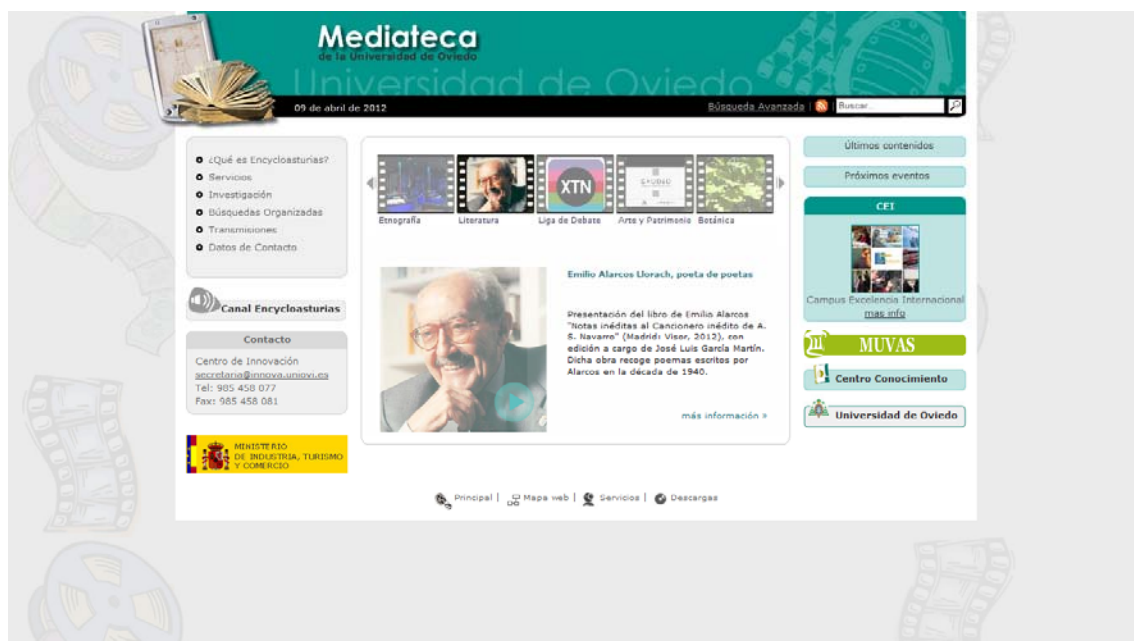 Mediateca
de la Universidad de Oviedo
Universidad de Oviedo
09 de abril de 2012
Búsqueda Avanzada |
Buscar...
¿Qué es Encycloasturias?
Servicios
Investigación
Búsquedas Organizadas
Transmisiones
Datos de Contacto
Canal Encycloasturias
Contacto
Centro de Innovación
secretaria@innova.uniovi.es
Tel: 985 458 077
Fax: 985 458 081
MINISTERIO
DE INDUSTRIA, TURISMO
Y COMERCIO
XTN
Etnografía
Literatura
Liga de Debate
Arte y Patrimonio
Botánica
Emilio Alarcos Llorach, poeta de poetas
Presentación del libro de Emilio Alarcos
"Notas inéditas al Cancionero inédito de A.
S. Navarro" (Madrid: Visor, 2012), con
edición a cargo de José Luis García Martín.
Dicha obra recoge poemas escritos por
Alarcos en la década de 1940.
más información »
Últimos contenidos
Próximos eventos
CEI
Campus Excelencia Internacional
mas info
MUVAS
Centro Conocimiento
Universidad de Oviedo
Principal | Mapa web | Servicios | Descargas